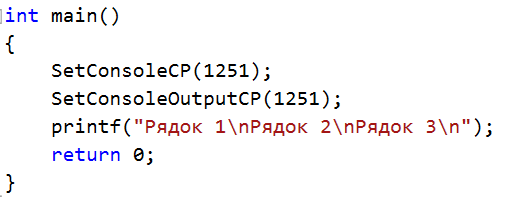 int main()
{
    SetConsoleCP(1251);
    SetConsoleOutputCP(1251);
    printf("Рядок 1\nРядок 2\nРядок 3\n");
    return 0;
}